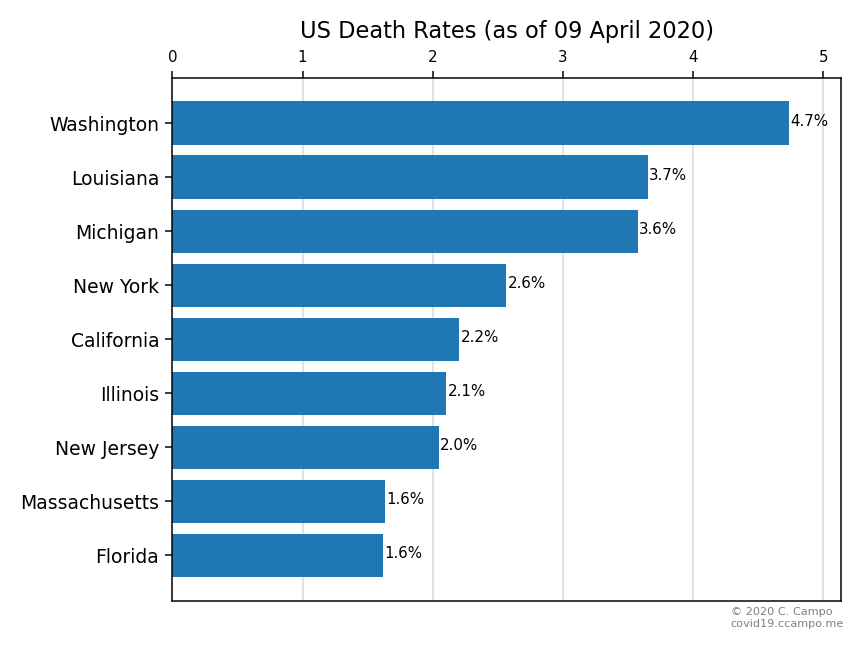 US Death Rates (as of 09 April 2020)
0 1 2 3 4 5
Washington 4.7%
Louisiana 3.7%
Michigan 3.6%
New York 2.6%
California 2.2%
Illinois 2.1%
New Jersey 2.0%
Massachusetts 1.6%
Florida 1.6%
© 2020 C. Campo
covid19.ccampo.me